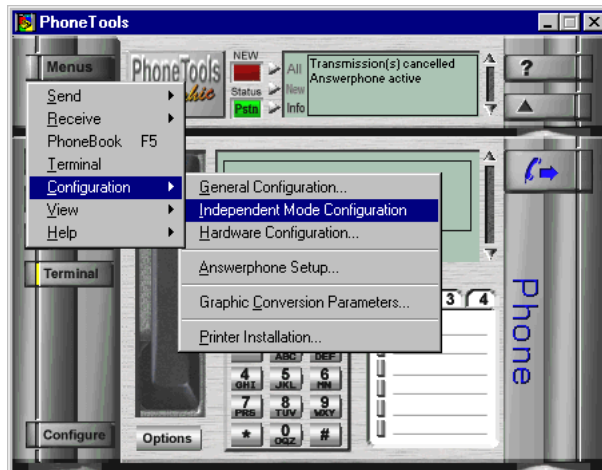 PhoneTools
Menus
PhoneTools
NEW
Status
Pstn
All
New
Info
Transmission(s) cancelled
Answerphone active
?
Send
Receive
PhoneBook F5
Terminal
Configuration
View
Help
General Configuration...
Independent Mode Configuration
Hardware Configuration...
Answerphone Setup...
Graphic Conversion Parameters...
Printer Installation...
Terminal
3 4
Phone
ABC DEF
4 GHI 5 JKL 6 MN
7 PRS 8 TUV 9 WXY
* 0 OQZ #
Configure
Options